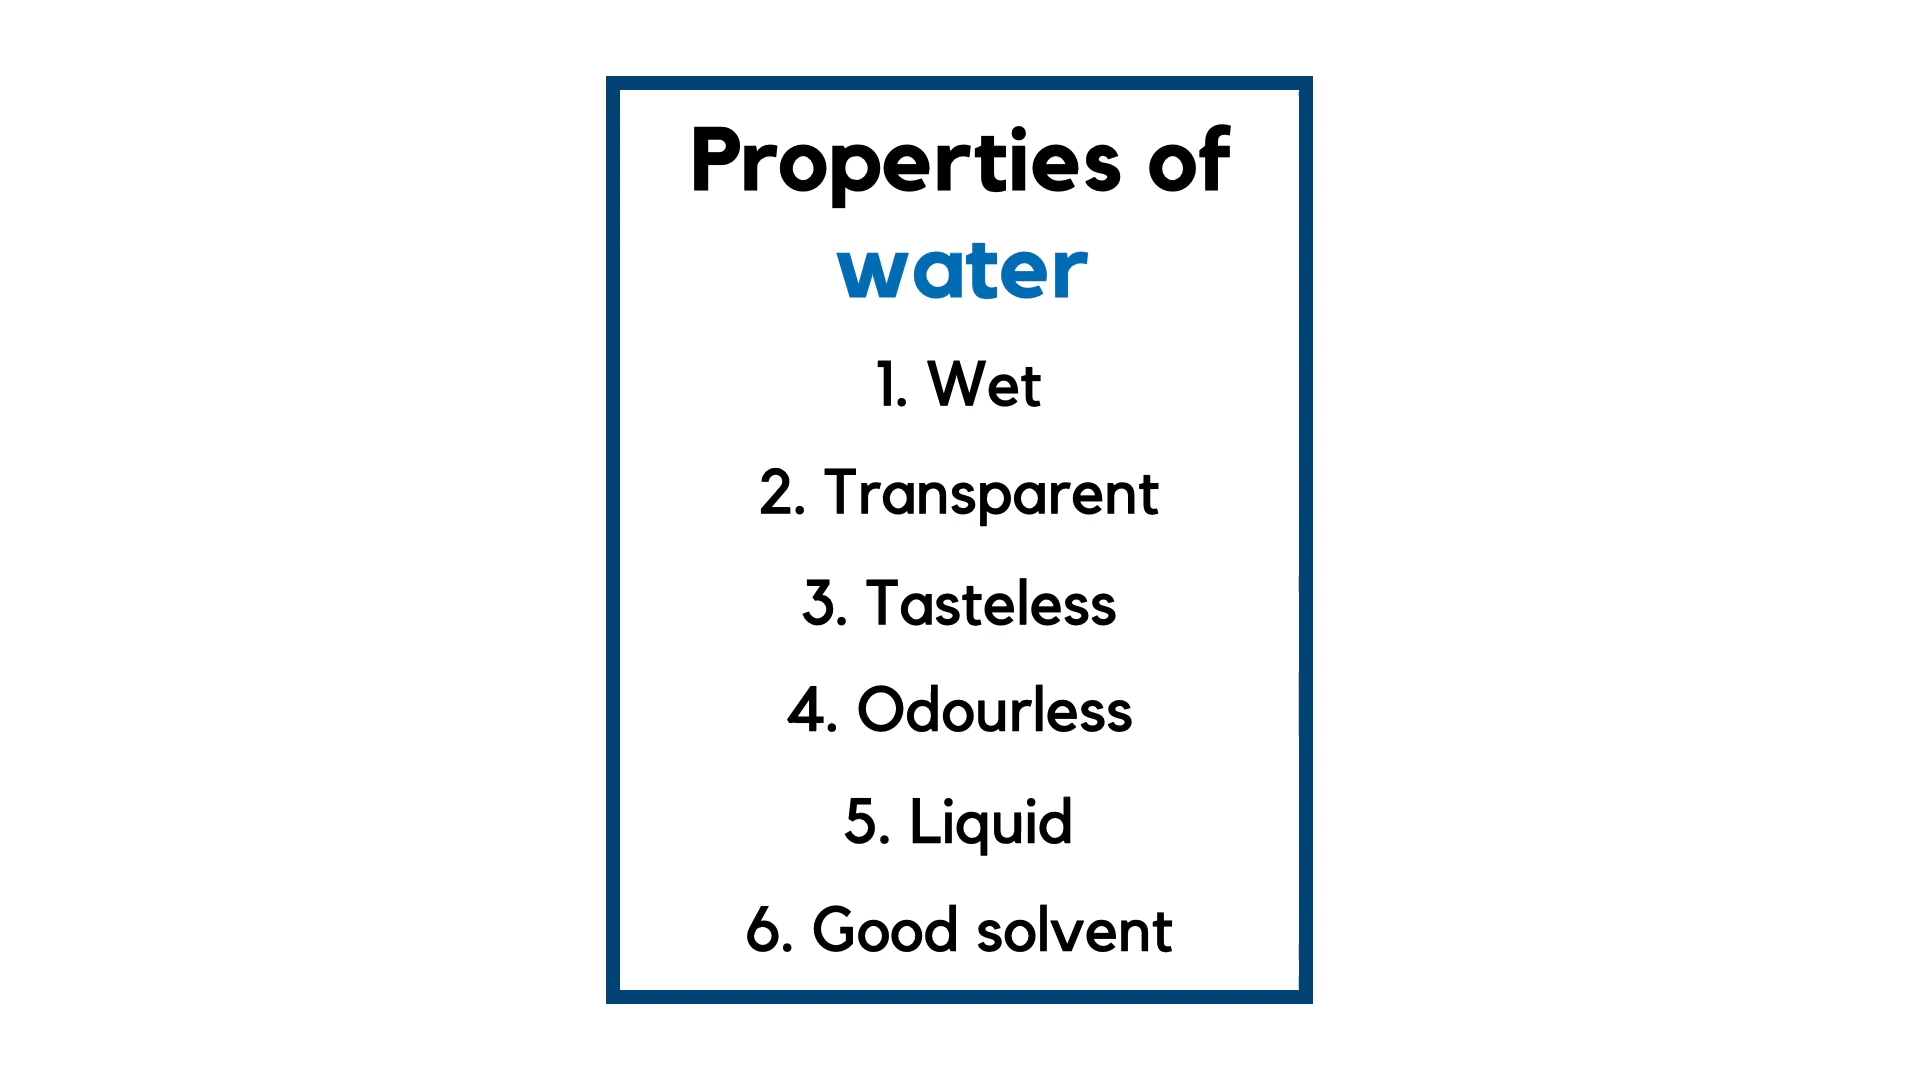 Properties of
water
1. Wet
2. Transparent
3. Tasteless
4. Odourless
5. Liquid
6. Good solvent